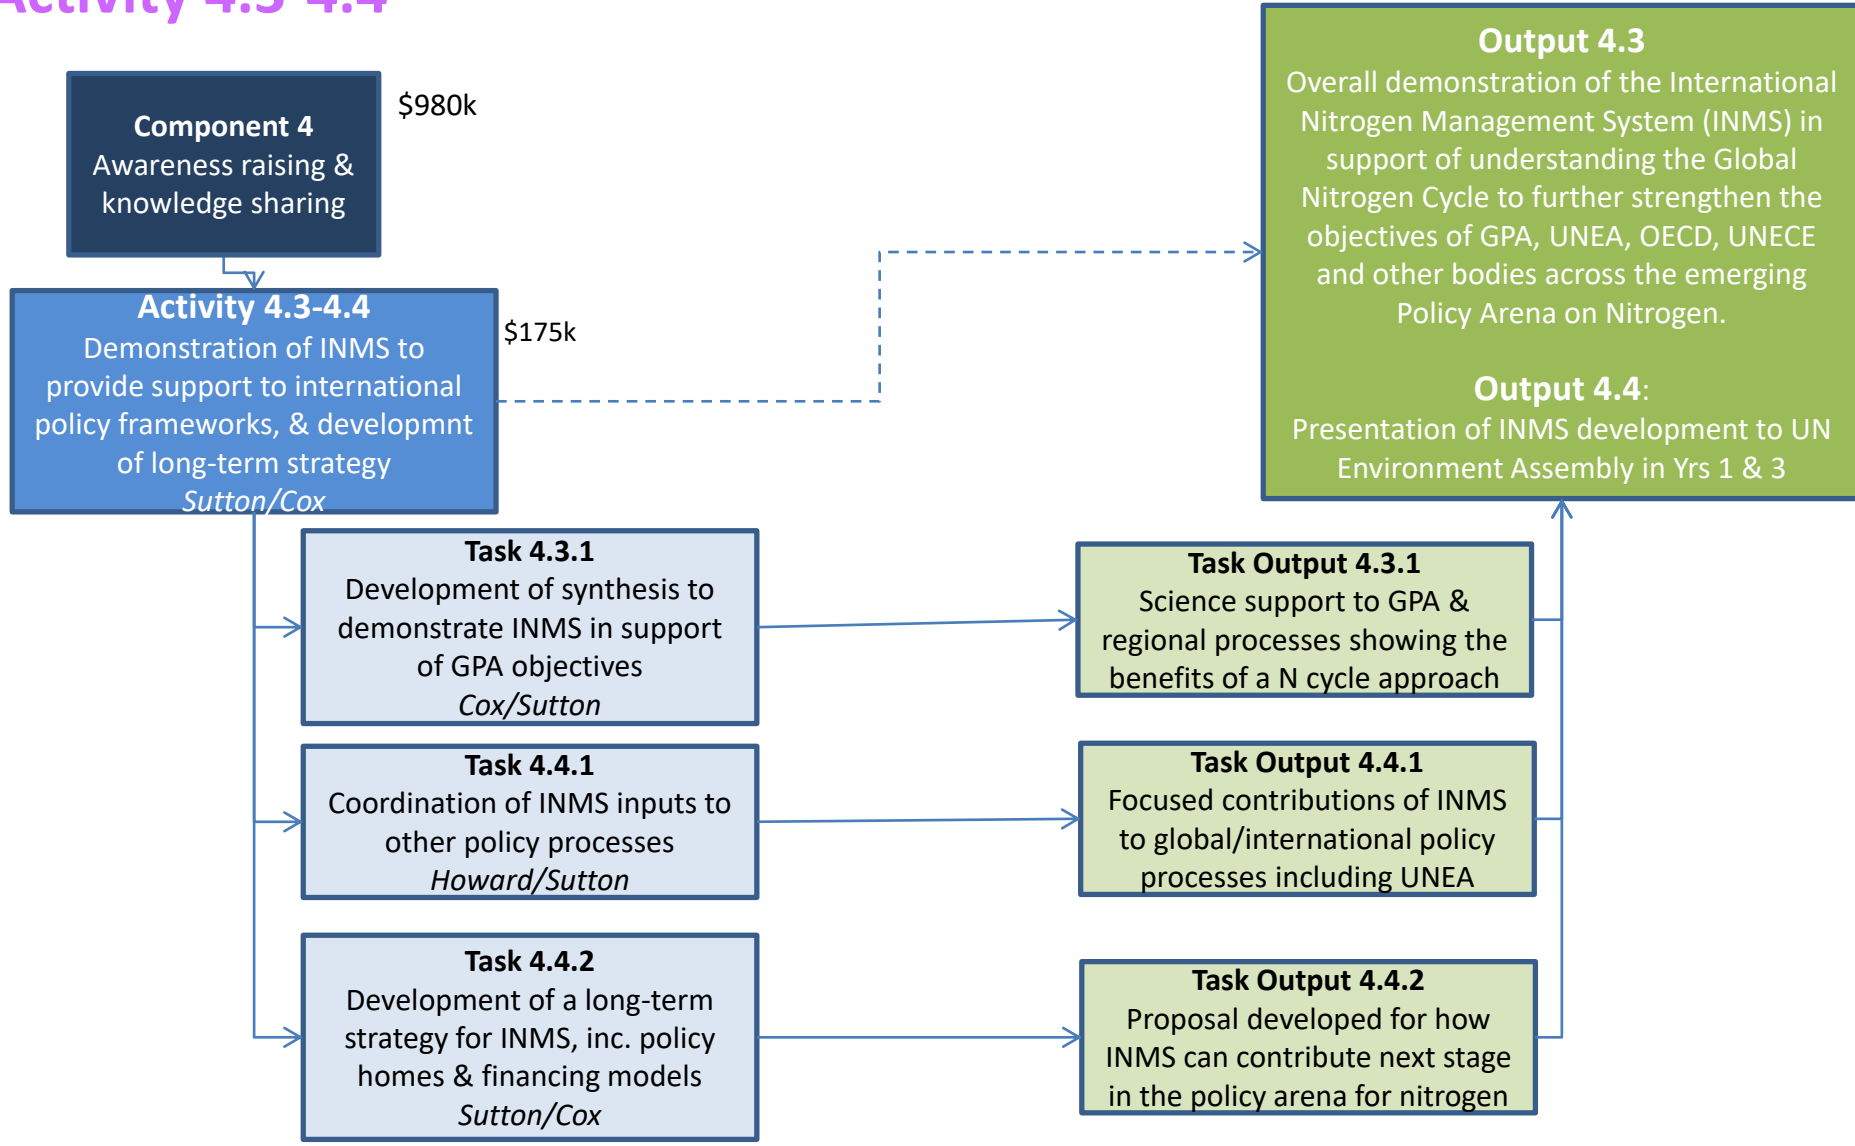 Activity 4.3-4.4
Component 4
Awareness raising &
knowledge sharing
$980k
Activity 4.3-4.4
Demonstration of INMS to
provide support to international
policy frameworks, & developmnt
of long-term strategy
Sutton/Cox
$175k
Output 4.3
Overall demonstration of the International
Nitrogen Management System (INMS) in
support of understanding the Global
Nitrogen Cycle to further strengthen the
objectives of GPA, UNEA, OECD, UNECE
and other bodies across the emerging
Policy Arena on Nitrogen.
Output 4.4:
Presentation of INMS development to UN
Environment Assembly in Yrs 1 & 3
Task 4.3.1
Development of synthesis to
demonstrate INMS in support
of GPA objectives
Cox/Sutton
Task Output 4.3.1
Science support to GPA &
regional processes showing the
benefits of a N cycle approach
Task 4.4.1
Coordination of INMS inputs to
other policy processes
Howard/Sutton
Task Output 4.4.1
Focused contributions of INMS
to global/international policy
processes including UNEA
Task 4.4.2
Development of a long-term
strategy for INMS, inc. policy
homes & financing models
Sutton/Cox
Task Output 4.4.2
Proposal developed for how
INMS can contribute next stage
in the policy arena for nitrogen